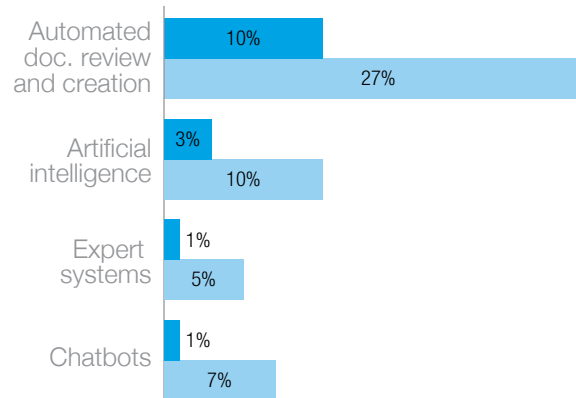 Automated
doc. review
and creation
10%
27%
Artificial
intelligence
3%
10%
Expert
systems
1%
5%
Chatbots
1%
7%